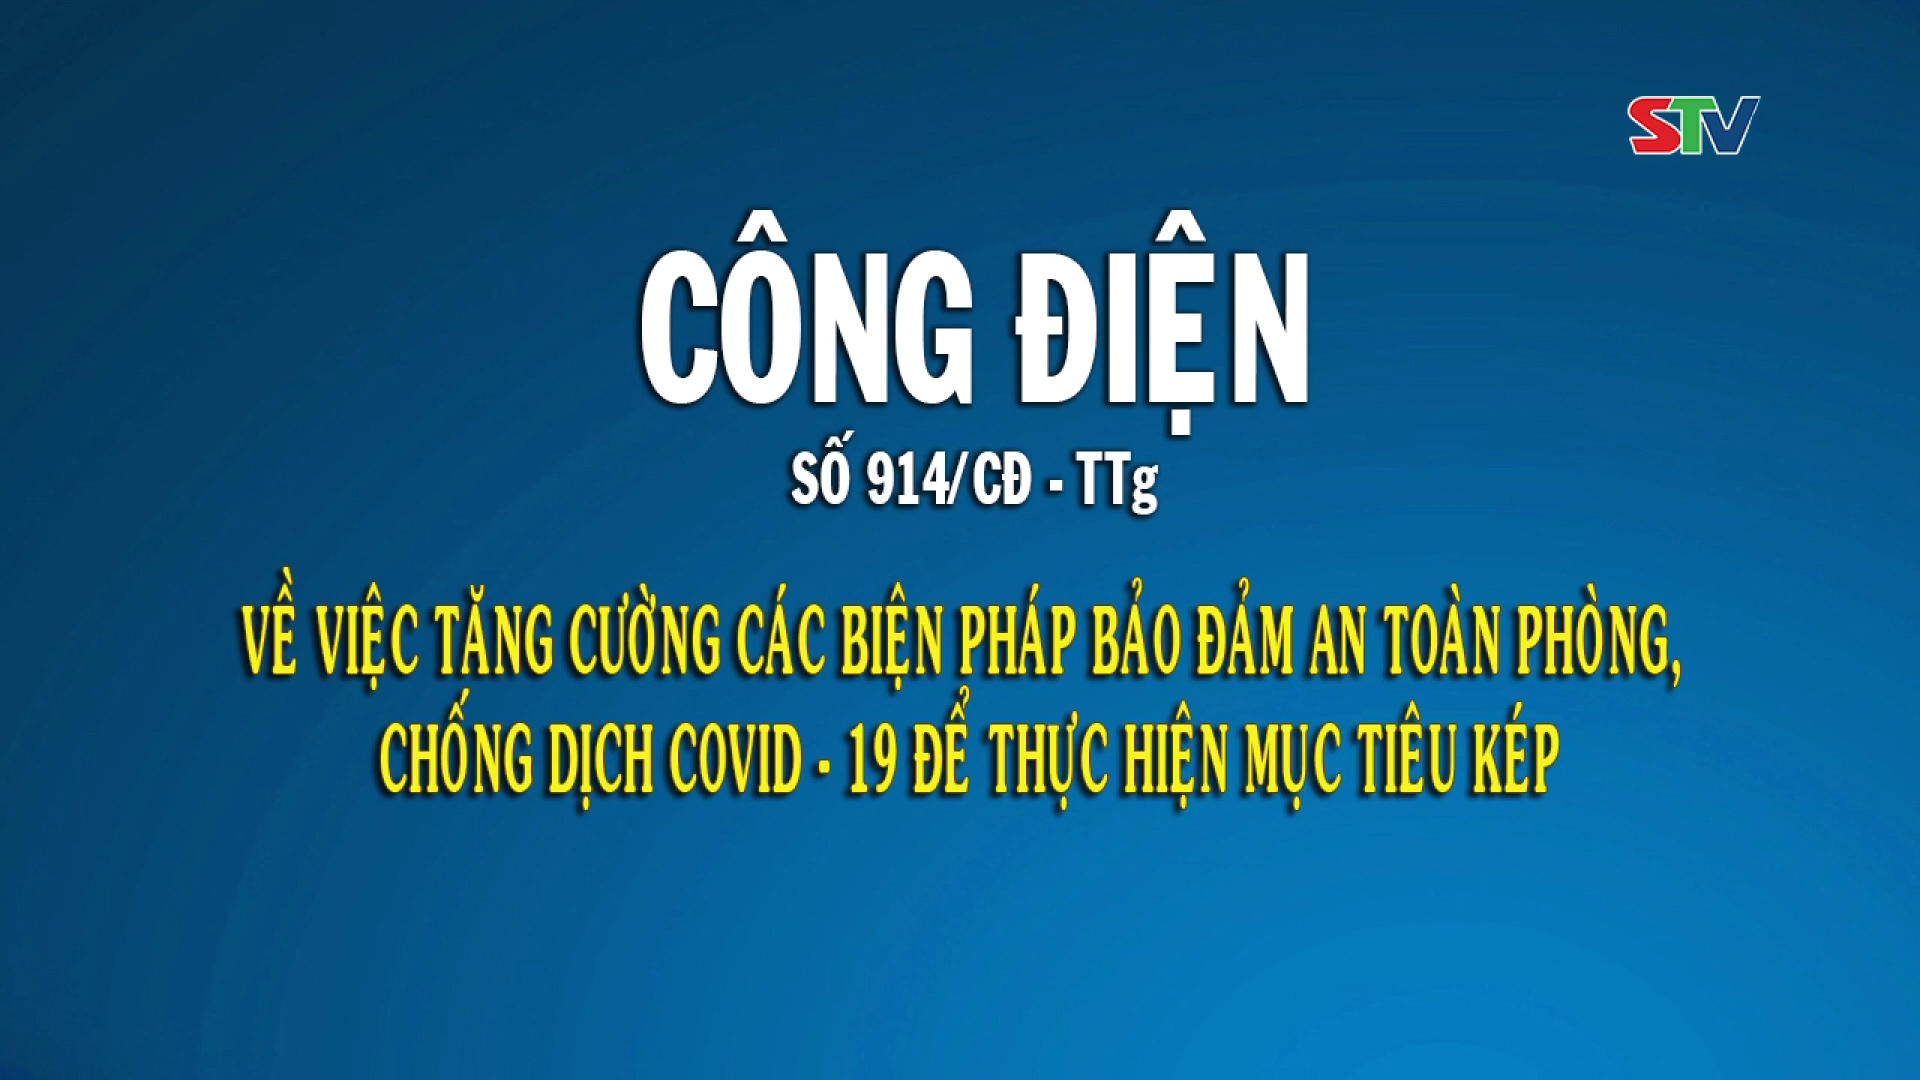 STV
CÔNG ĐIỆN
SỐ 914/CĐ - TTg
VỀ VIỆC TĂNG CƯỜNG CÁC BIỆN PHÁP BẢO ĐẢM AN TOÀN PHÒNG,
CHỐNG DỊCH COVID - 19 ĐỂ THỰC HIỆN MỤC TIÊU KÉP